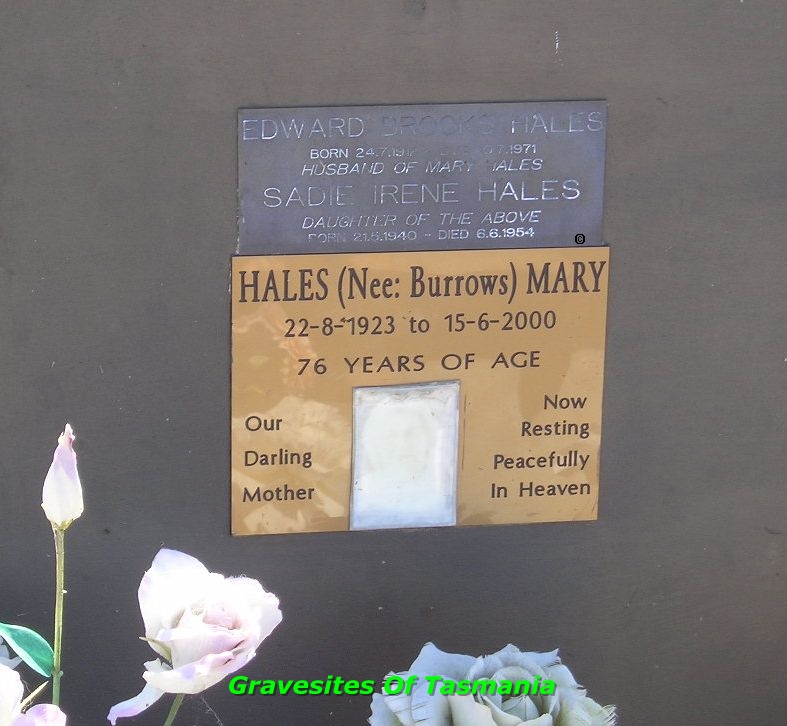 EDWARD BROOKS HALES
BORN 24.7. 1971
HUSBAND OF MARY HALES
SADIE IRENE HALES
DAUGHTER OF THE ABOVE
BORN 21.5.1940 - DIED 6.6.1954
©
HALES (Nee: Burrows) MARY
22-8-1923 to 15-6-2000
76 YEARS OF AGE
Our
Darling
Mother
Now
Resting
Peacefully
In Heaven
Gravesites Of Tasmania